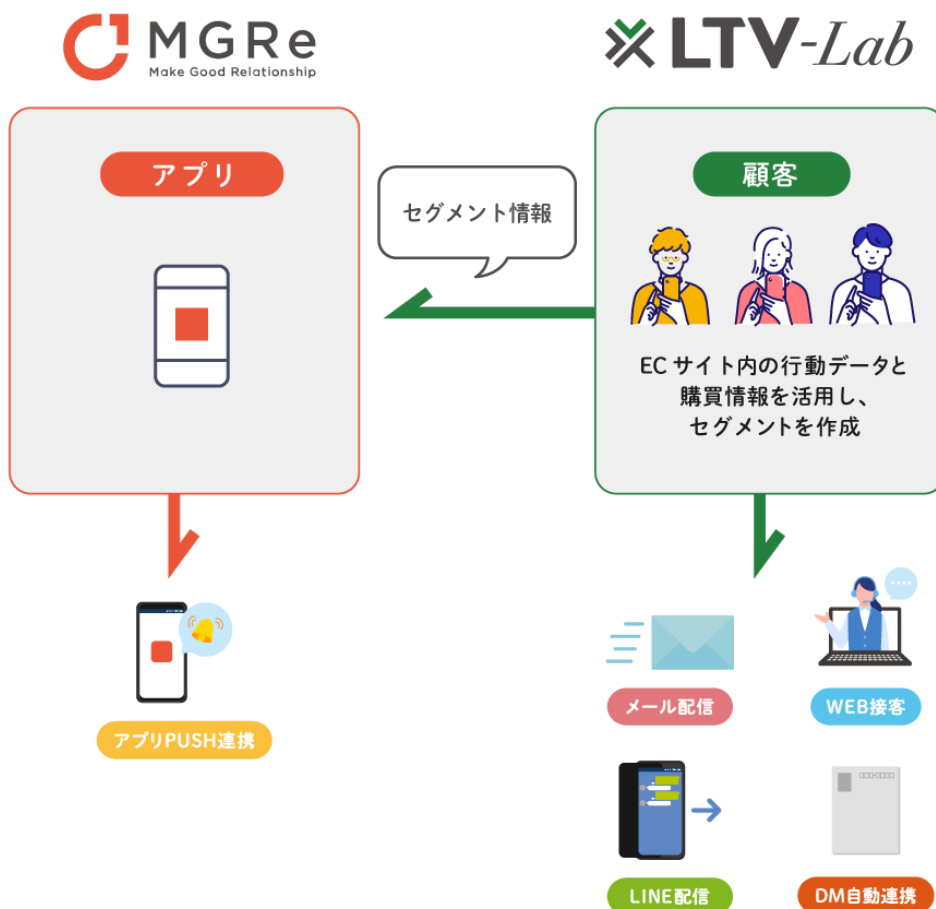 MGRe
Make Good Relationship
LTV-Lab
アプリ
セグメント情報
顧客
EC サイト内の行動データと
購買情報を活用し、
セグメントを作成
アプリPUSH連携
メール配信
WEB接客
LINE配信
DM自動連携